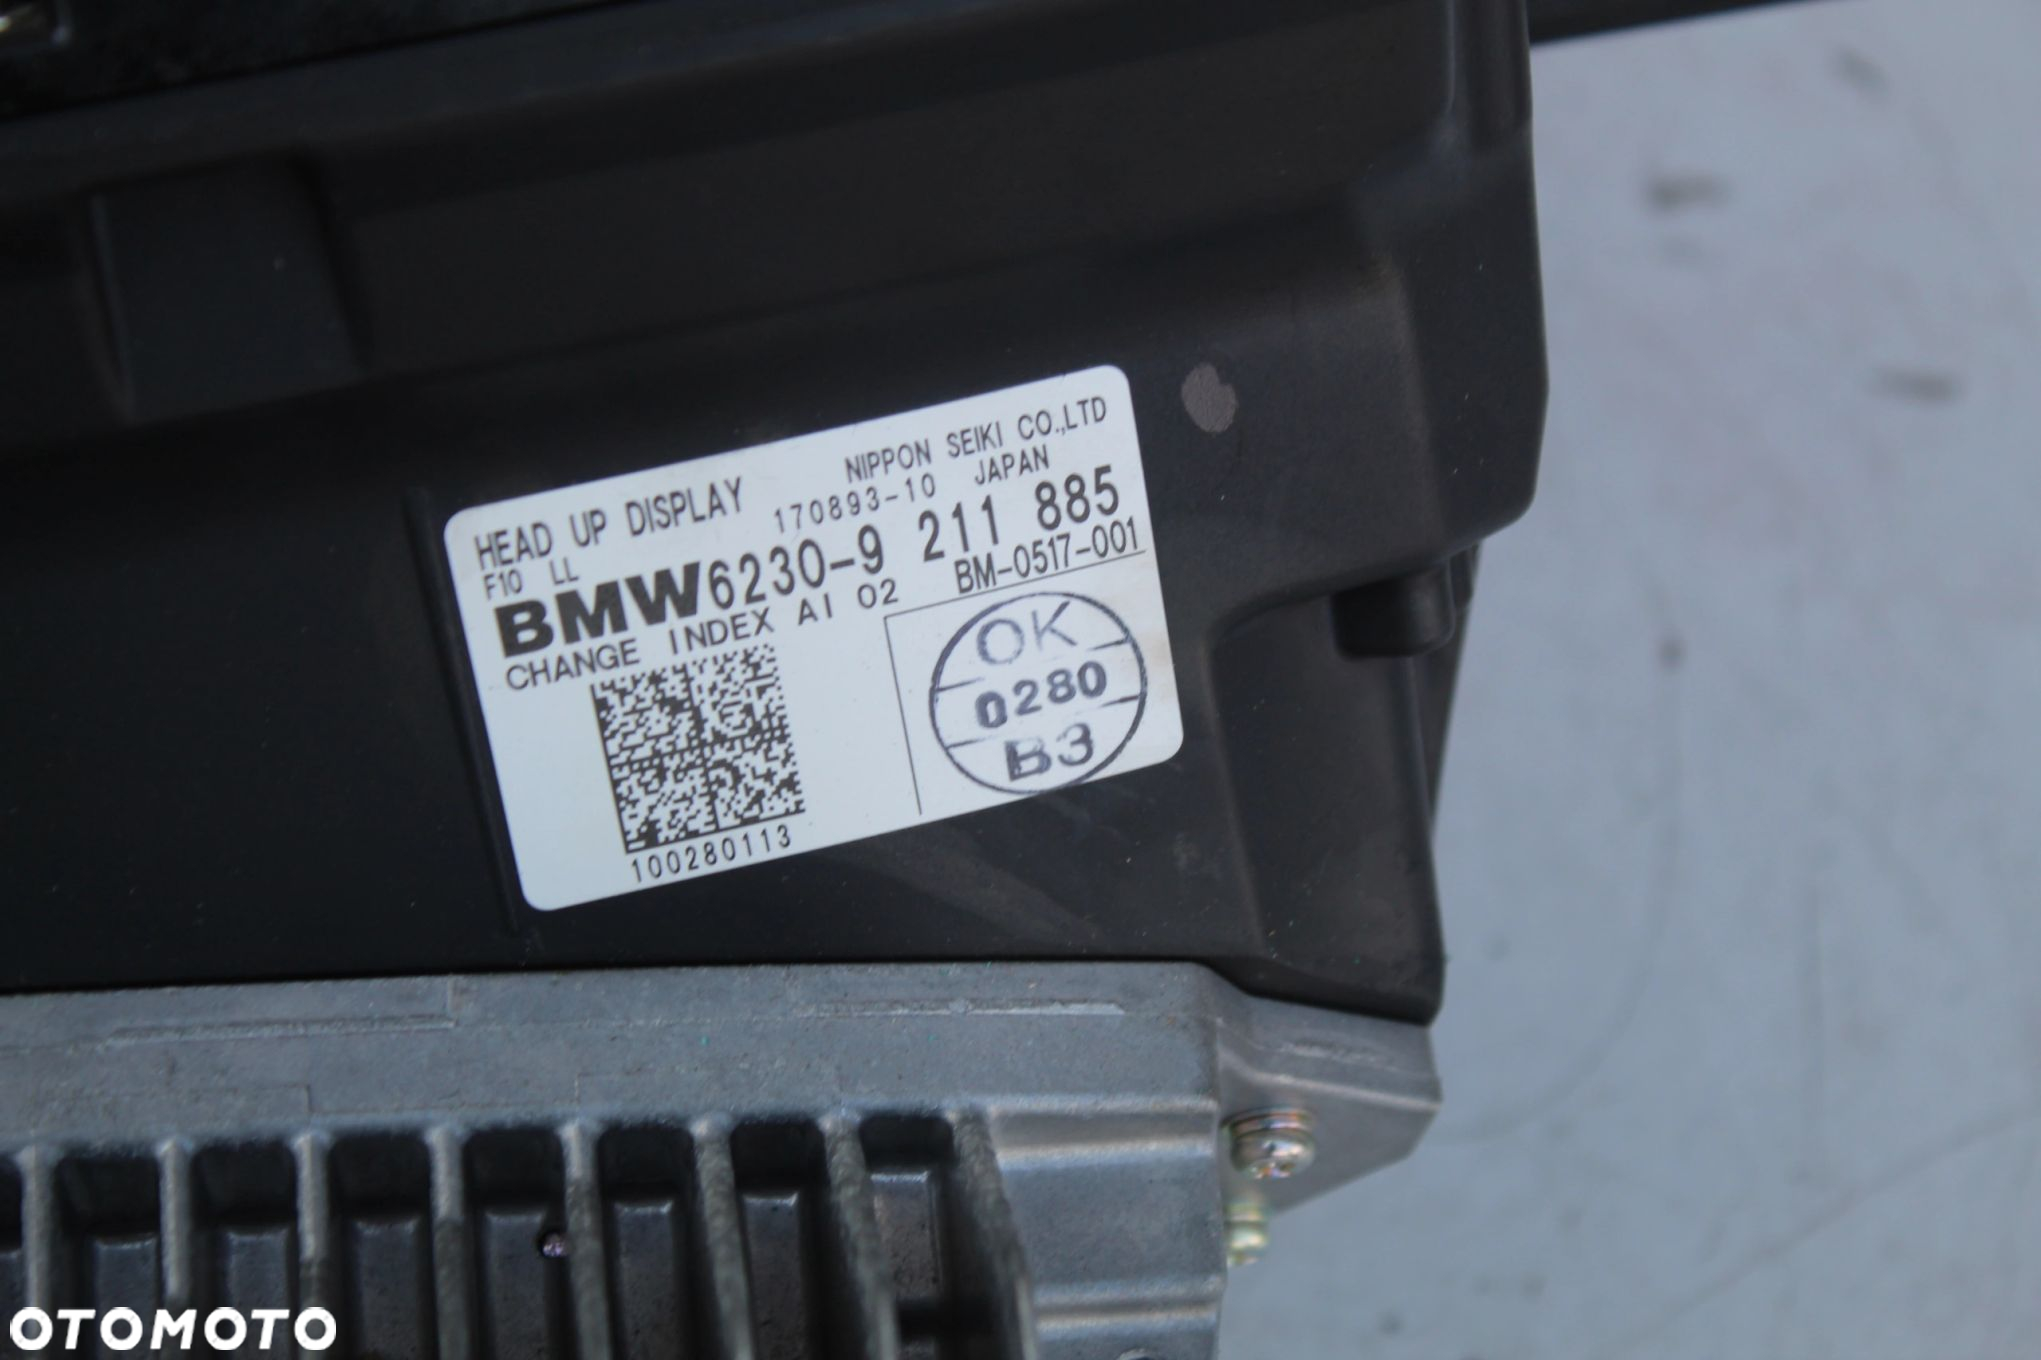 HEAD UP DISPLAY NIPPON SEIKI CO.,LTD
F10 LL 170893-10 JAPAN
BMW6230-9 211 885
CHANGE INDEX AI 02 BM-0517-001
OK
0280
B3
100280113
OTOMOTO